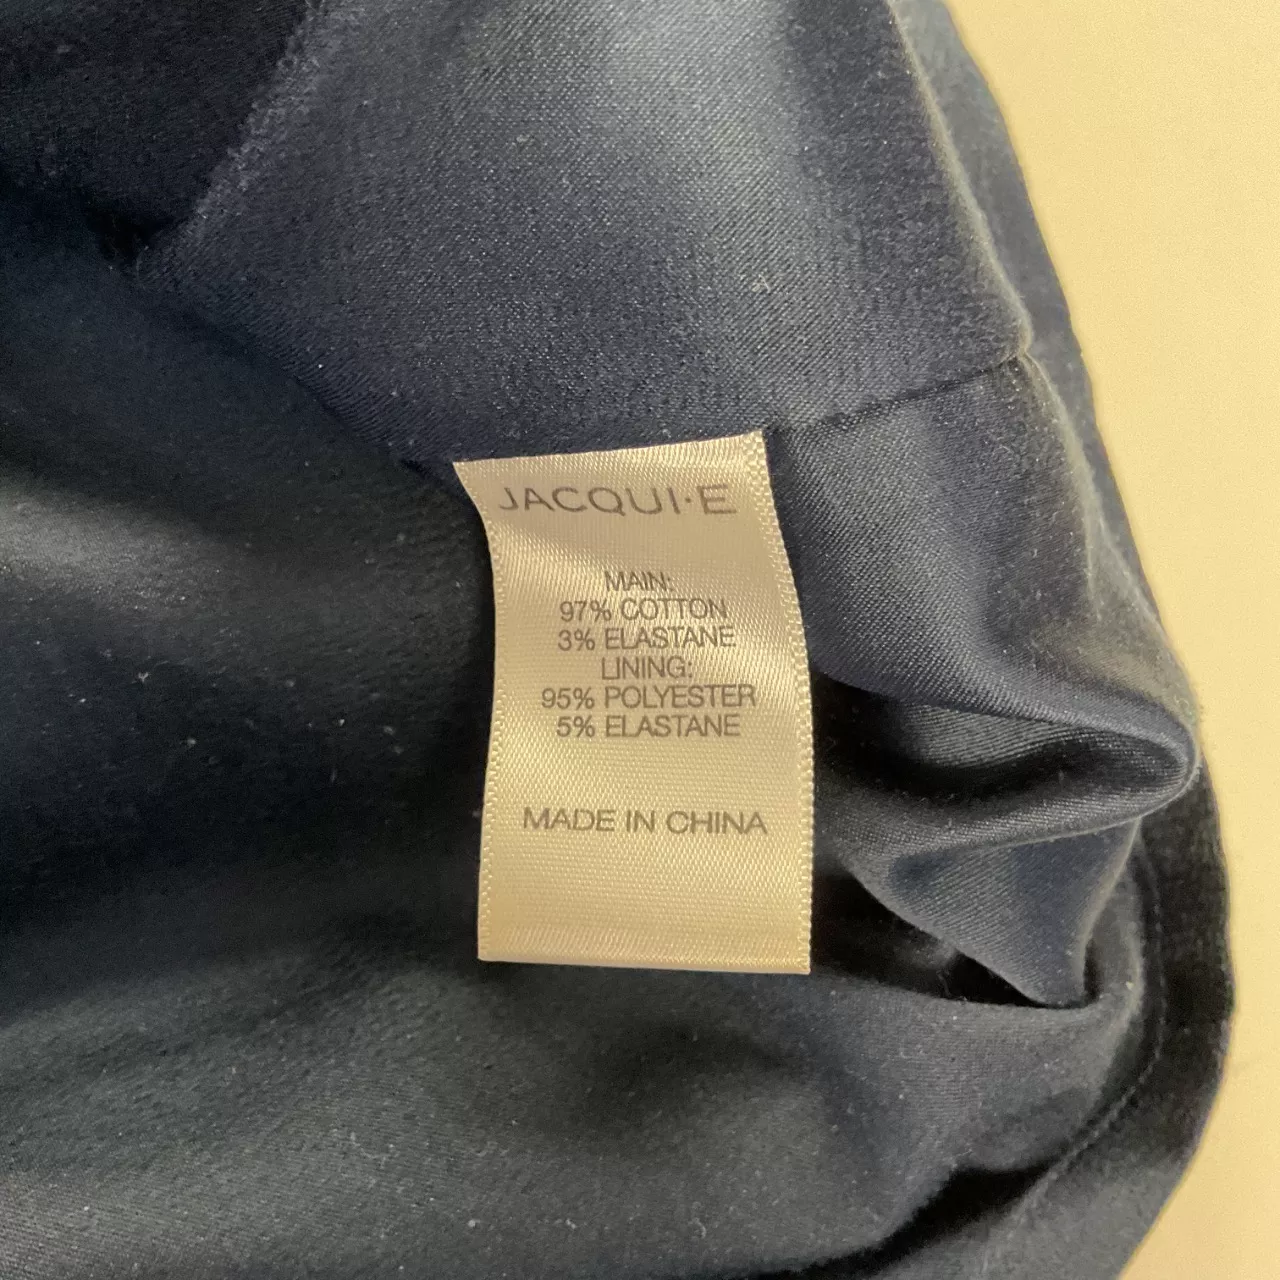 JACQUI·E
MAIN:
97% COTTON
3% ELASTANE
LINING:
95% POLYESTER
5% ELASTANE
MADE IN CHINA